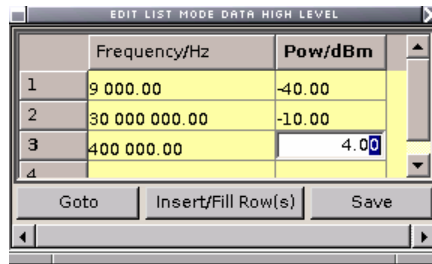 EDIT LIST MODE DATA HIGH LEVEL
Frequency/Hz Pow/dBm
1 9 000.00 -40.00
2 30 000 000.00 -10.00
3 400 000.00 4.00
4
Goto Insert/Fill Row(s) Save